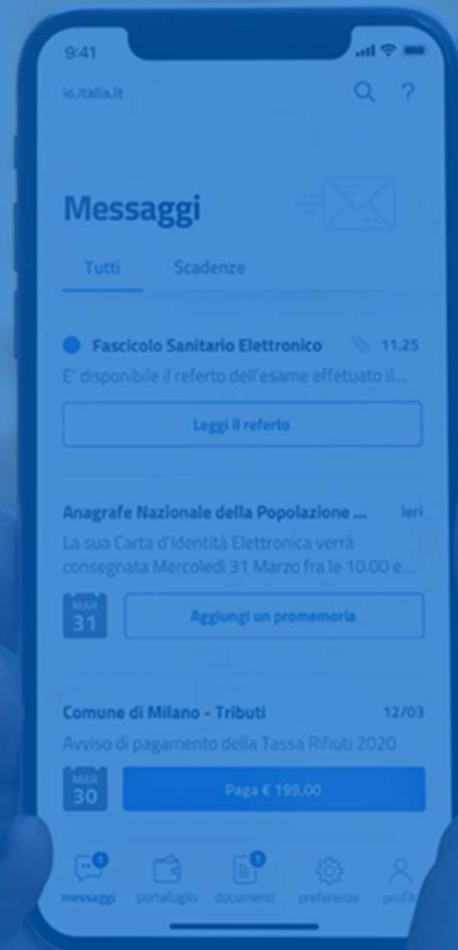 9:41
io.italia.it
?
Messaggi
Tutti Scadenze
Fascicolo Sanitario Elettronico 11.25
E' disponibile il referto dell'esame effetuato il...
Leggi il referto
Anagrafe Nazionale della Popolazione ... ieri
La sua Carta d'Identitá Elettronica verrà
consegnata Mercoledì 31 Marzo fra le 10.00 e...
MAR
31
Aggiungi un promemoria
Comune di Milano - Tributi 12/03
Avviso di pagamento della Tassa Rifiuti 2020
MAR
30
Paga € 199,00
1 1
messaggi portafoglio documenti preferenze